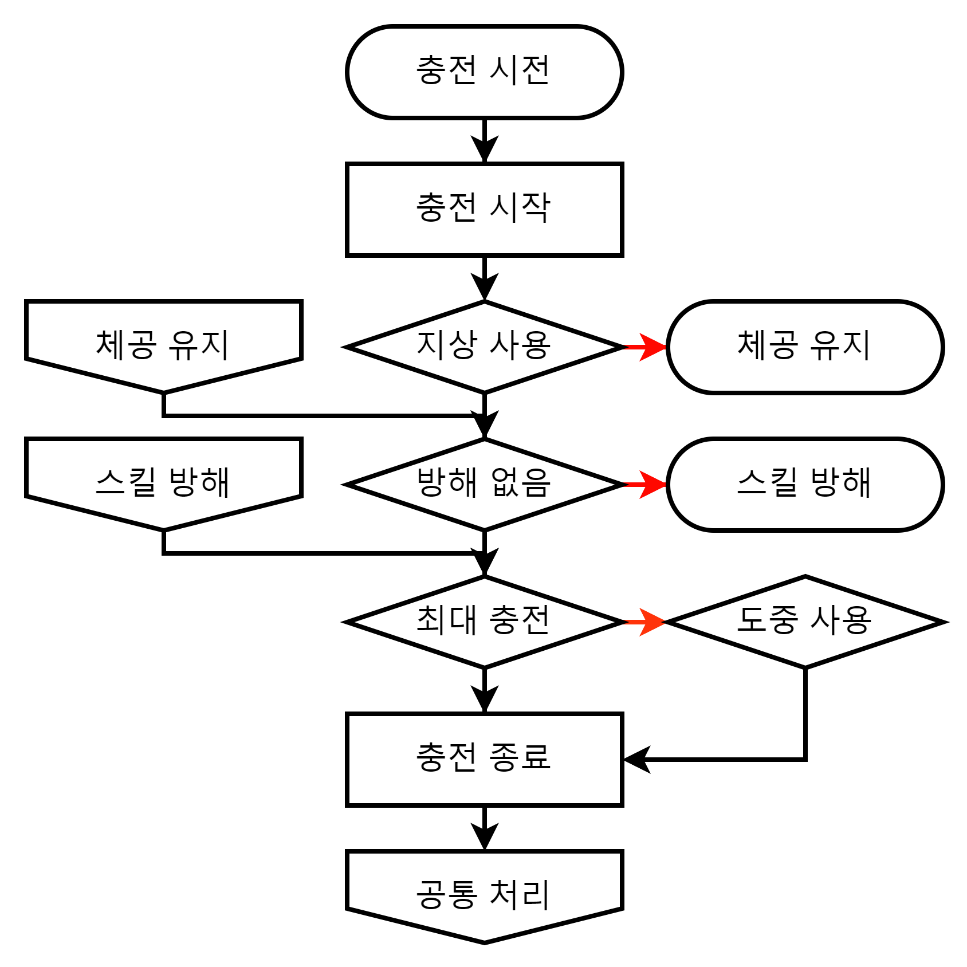 충전 시전
충전 시작
체공 유지
지상 사용
체공 유지
스킬 방해
방해 없음
스킬 방해
최대 충전
도중 사용
충전 종료
공통 처리